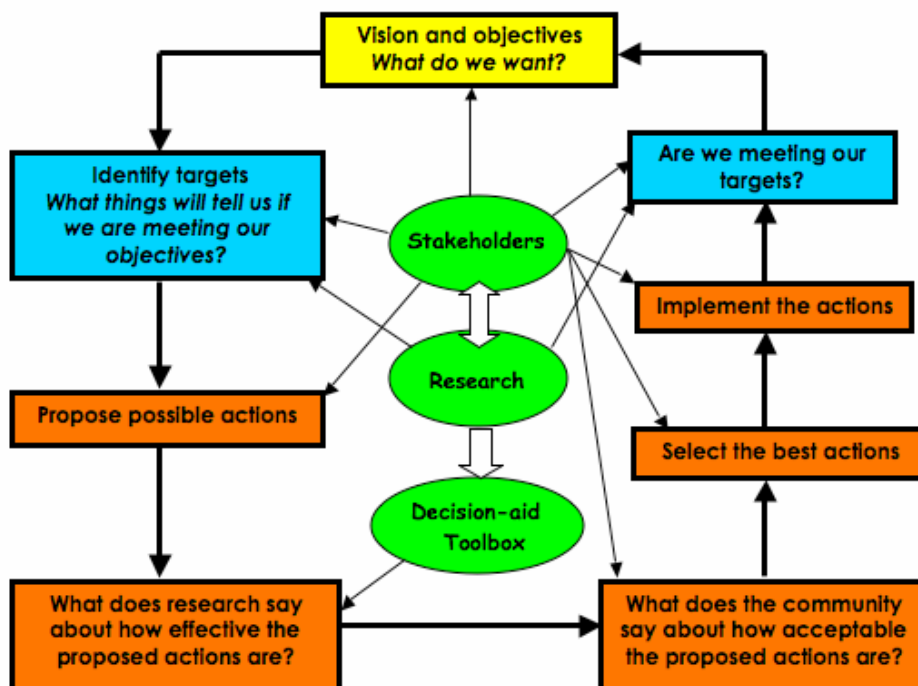 Vision and objectives
What do we want?
Identify targets
What things will tell us if
we are meeting our
objectives?
Are we meeting our
targets?
Stakeholders
Implement the actions
Research
Propose possible actions
Select the best actions
Decision-aid
Toolbox
What does research say
about how effective the
proposed actions are?
What does the community
say about how acceptable
the proposed actions are?